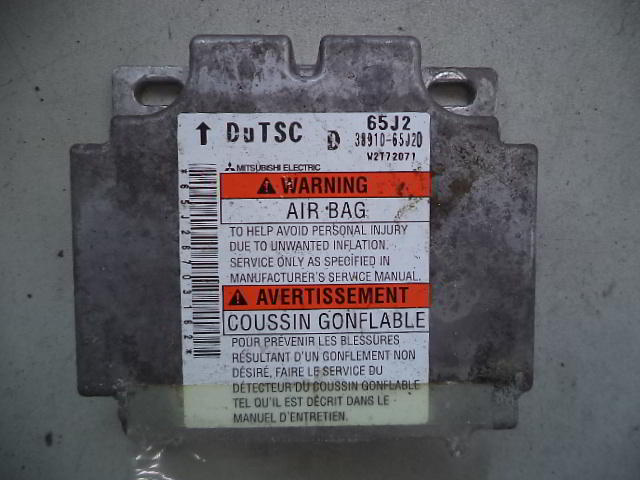 ↑ DuTSC D 65J2
38910-65J20
W2T72071
MITSUBISHI ELECTRIC
*65J26703162*
WARNING
AIR BAG
TO HELP AVOID PERSONAL INJURY
DUE TO UNWANTED INFLATION.
SERVICE ONLY AS SPECIFIED IN
MANUFACTURER'S SERVICE MANUAL.
AVERTISSEMENT
COUSSIN GONFLABLE
POUR PRÉVENIR LES BLESSURES
RÉSULTANT D'UN GONFLEMENT NON
DÉSIRÉ, FAIRE LE SERVICE DU
DÉTECTEUR DU COUSSIN GONFLABLE
TEL QU'IL EST DÉCRIT DANS LE
MANUEL D'ENTRETIEN.